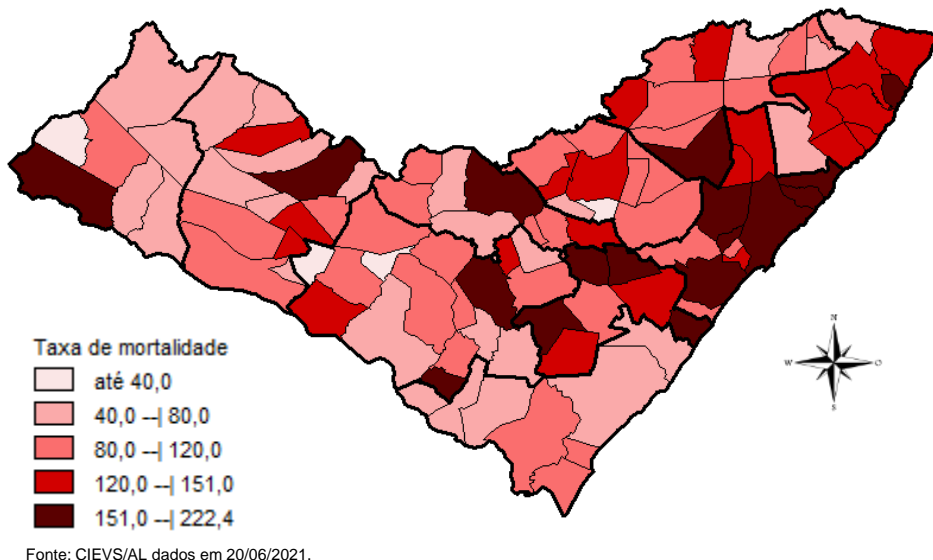 Taxa de mortalidade
até 40,0
40,0 --| 80,0
80,0 --| 120,0
120,0 --| 151,0
151,0 --| 222,4
N
W
O
S
Fonte: CIEVS/AL dados em 20/06/2021.